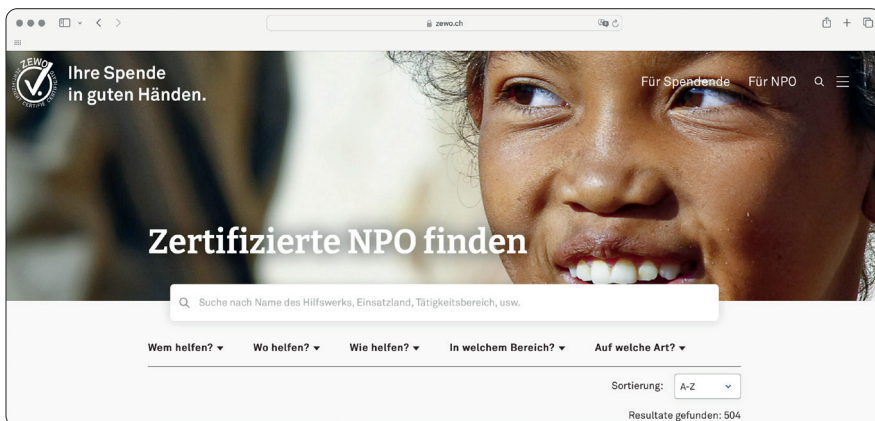 zewo.ch
ZEWO
Ihre Spende
in guten Händen.
Für Spendende Für NPO
Zertifizierte NPO finden
Suche nach Name des Hilfswerks, Einsatzland, Tätigkeitsbereich, usw.
Wem helfen? Wo helfen? Wie helfen? In welchem Bereich? Auf welche Art?
Sortierung: A-Z
Resultate gefunden: 504